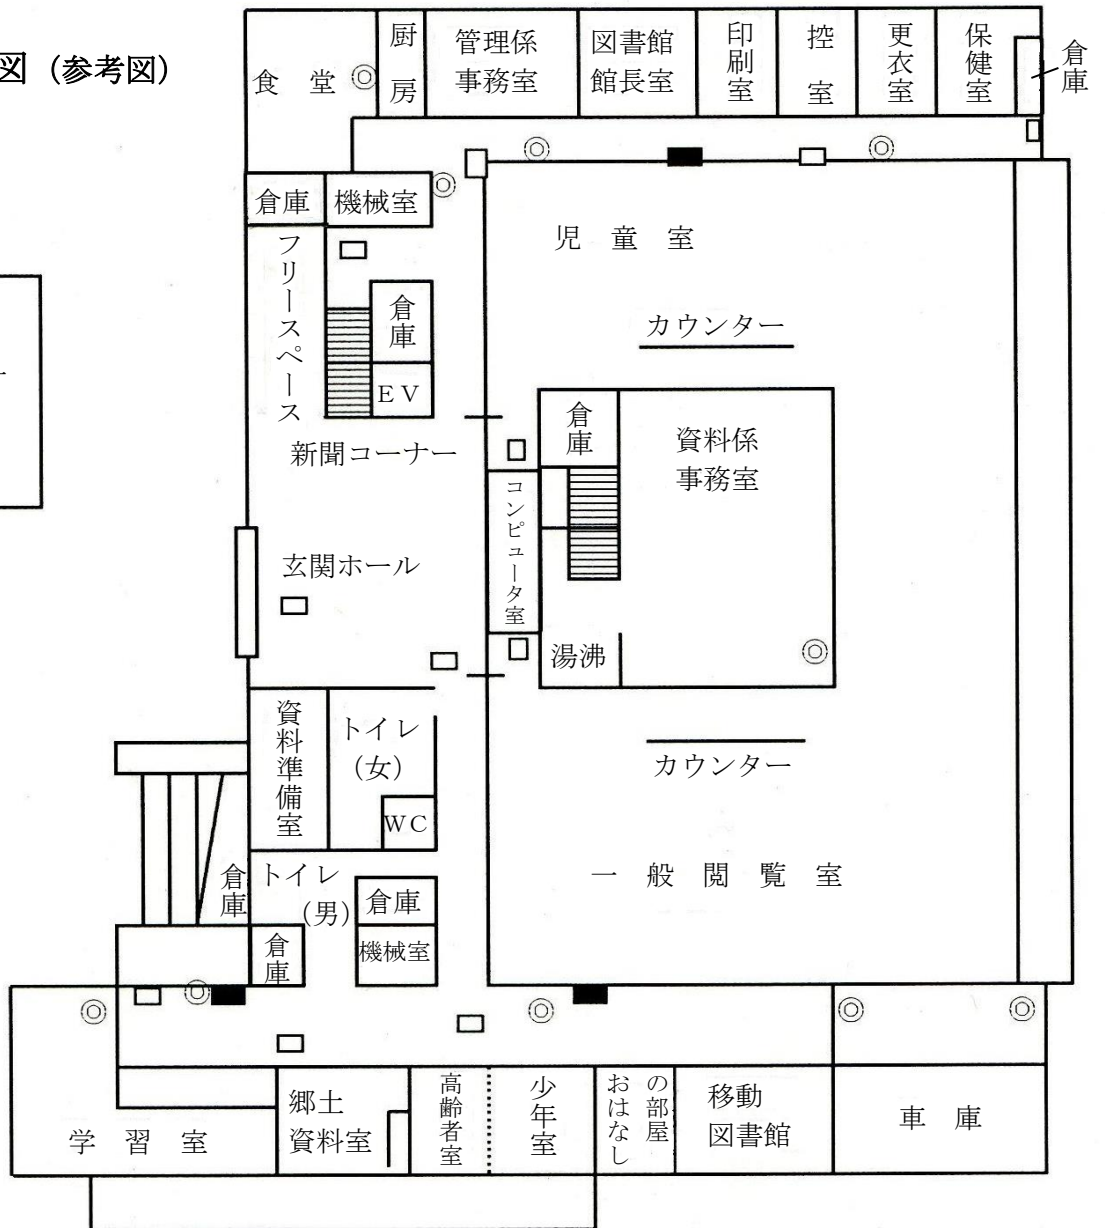 図（参考図）
食堂
厨房
管理係
事務室
図書館
館長室
印刷室
控室
更衣室
保健室
倉庫
倉庫
機械室
児童室
フリースペース
倉庫
カウンター
EV
倉庫
資料係
事務室
新聞コーナー
コンピュータ室
玄関ホール
湯沸
資料準備室
トイレ
（女）
カウンター
WC
倉庫
トイレ
（男）
倉庫
一般閲覧室
倉庫
機械室
学習室
郷土
資料室
高齢者室
少年室
おはなし
の部屋
移動
図書館
車庫